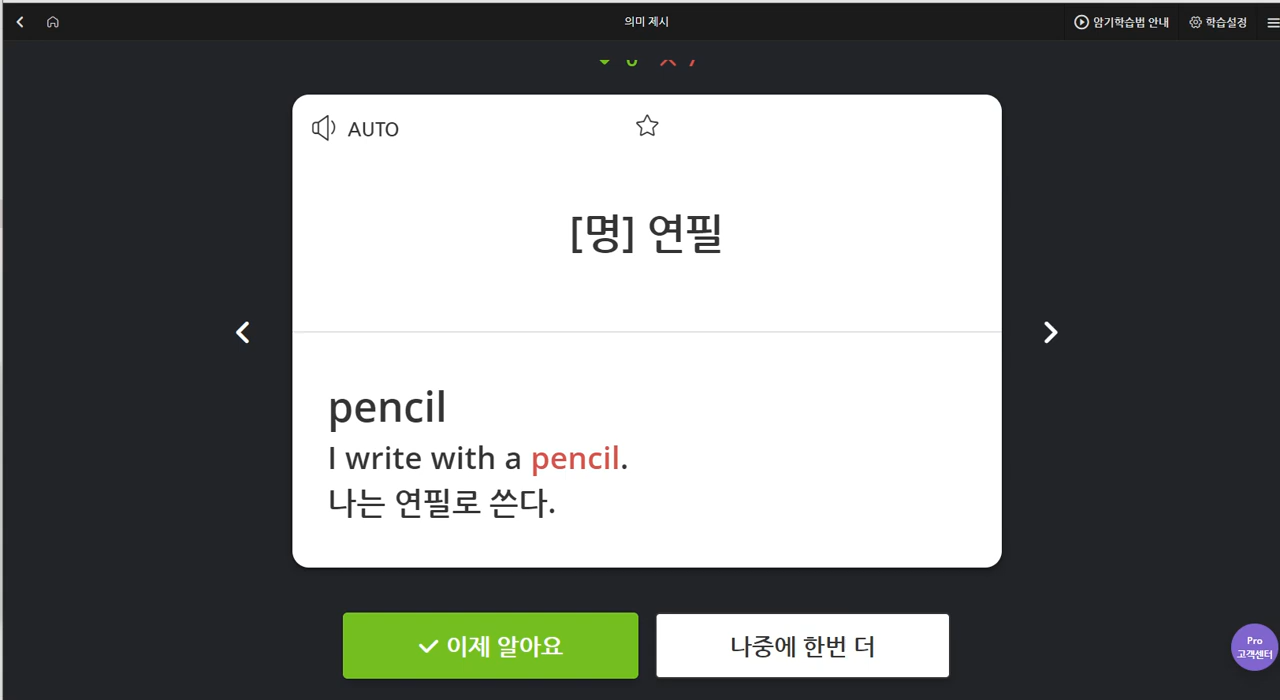 의미 제시
암기학습법 안내
학습설정
AUTO
[명] 연필
pencil
I write with a pencil.
나는 연필로 쓴다.
이제 알아요
나중에 한번 더
Pro
고객센터